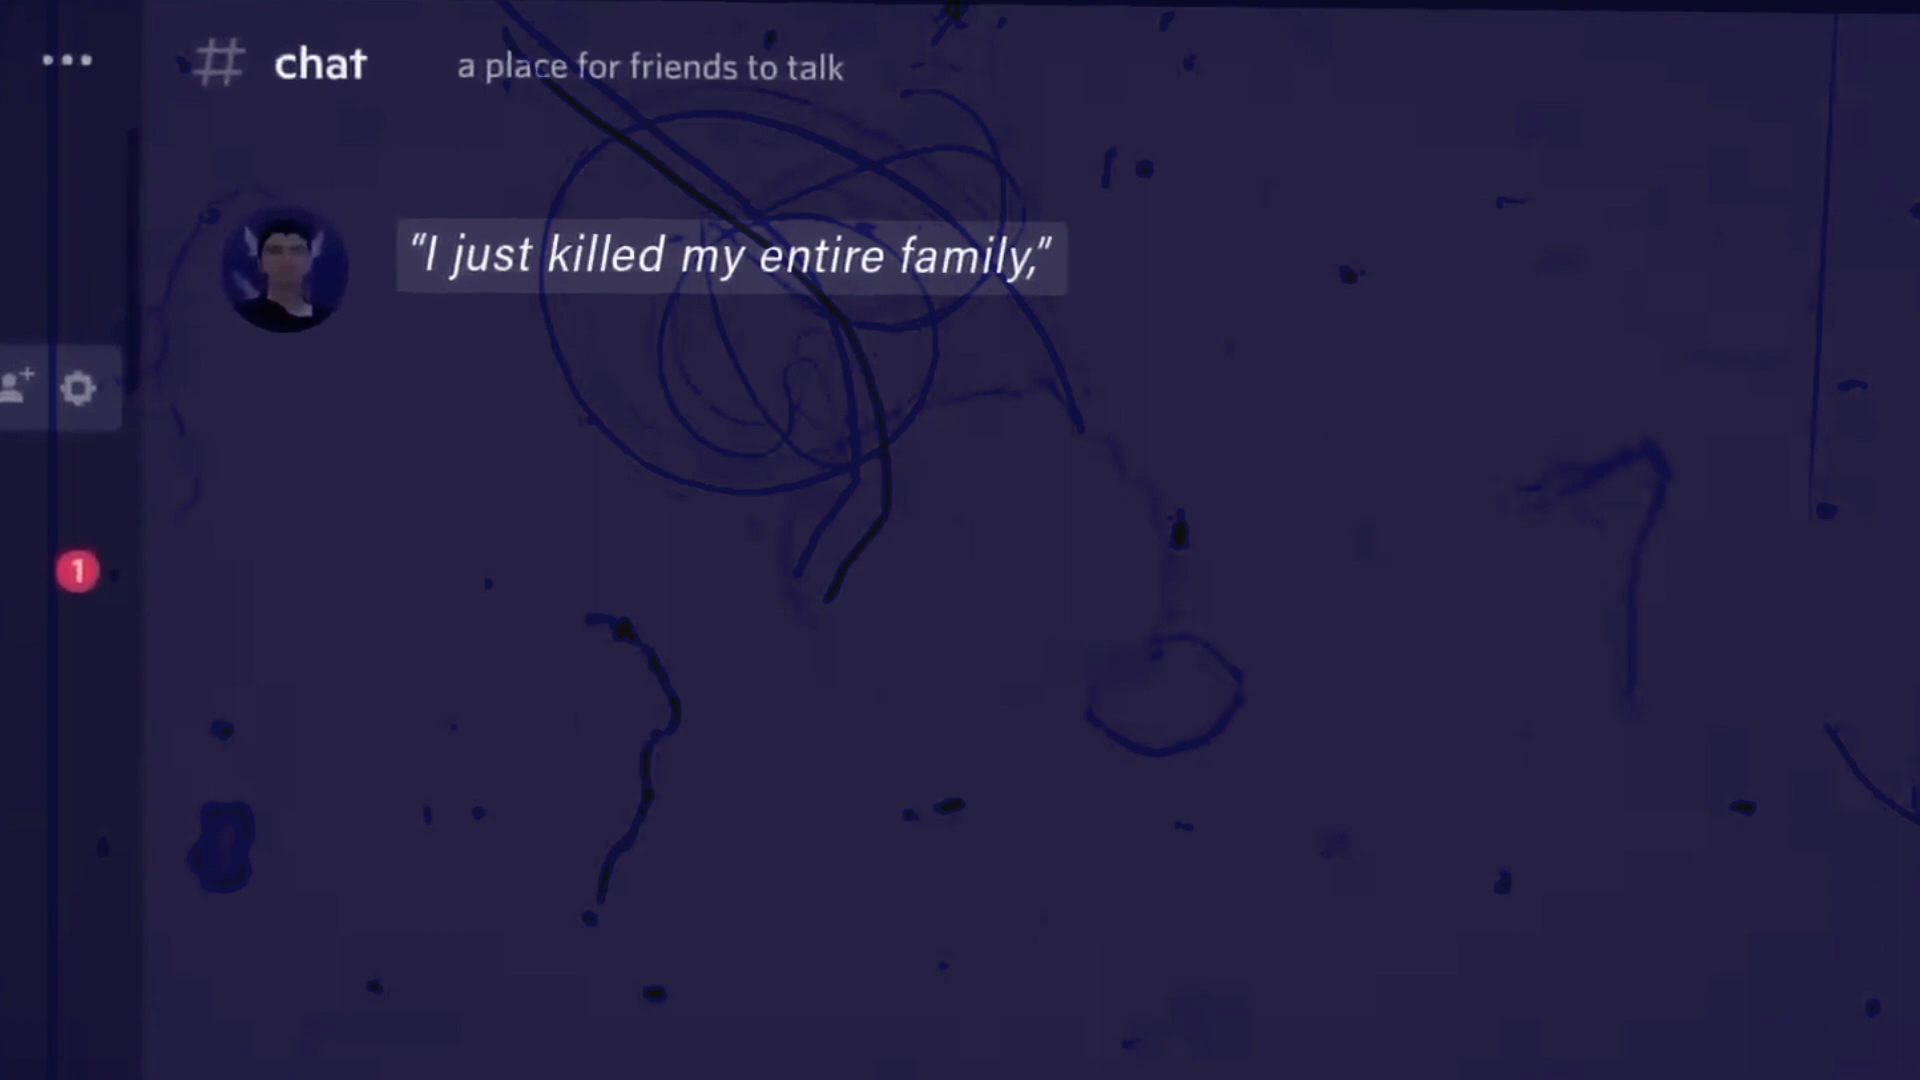 # chat a place for friends to talk
“I just killed my entire family,”
1